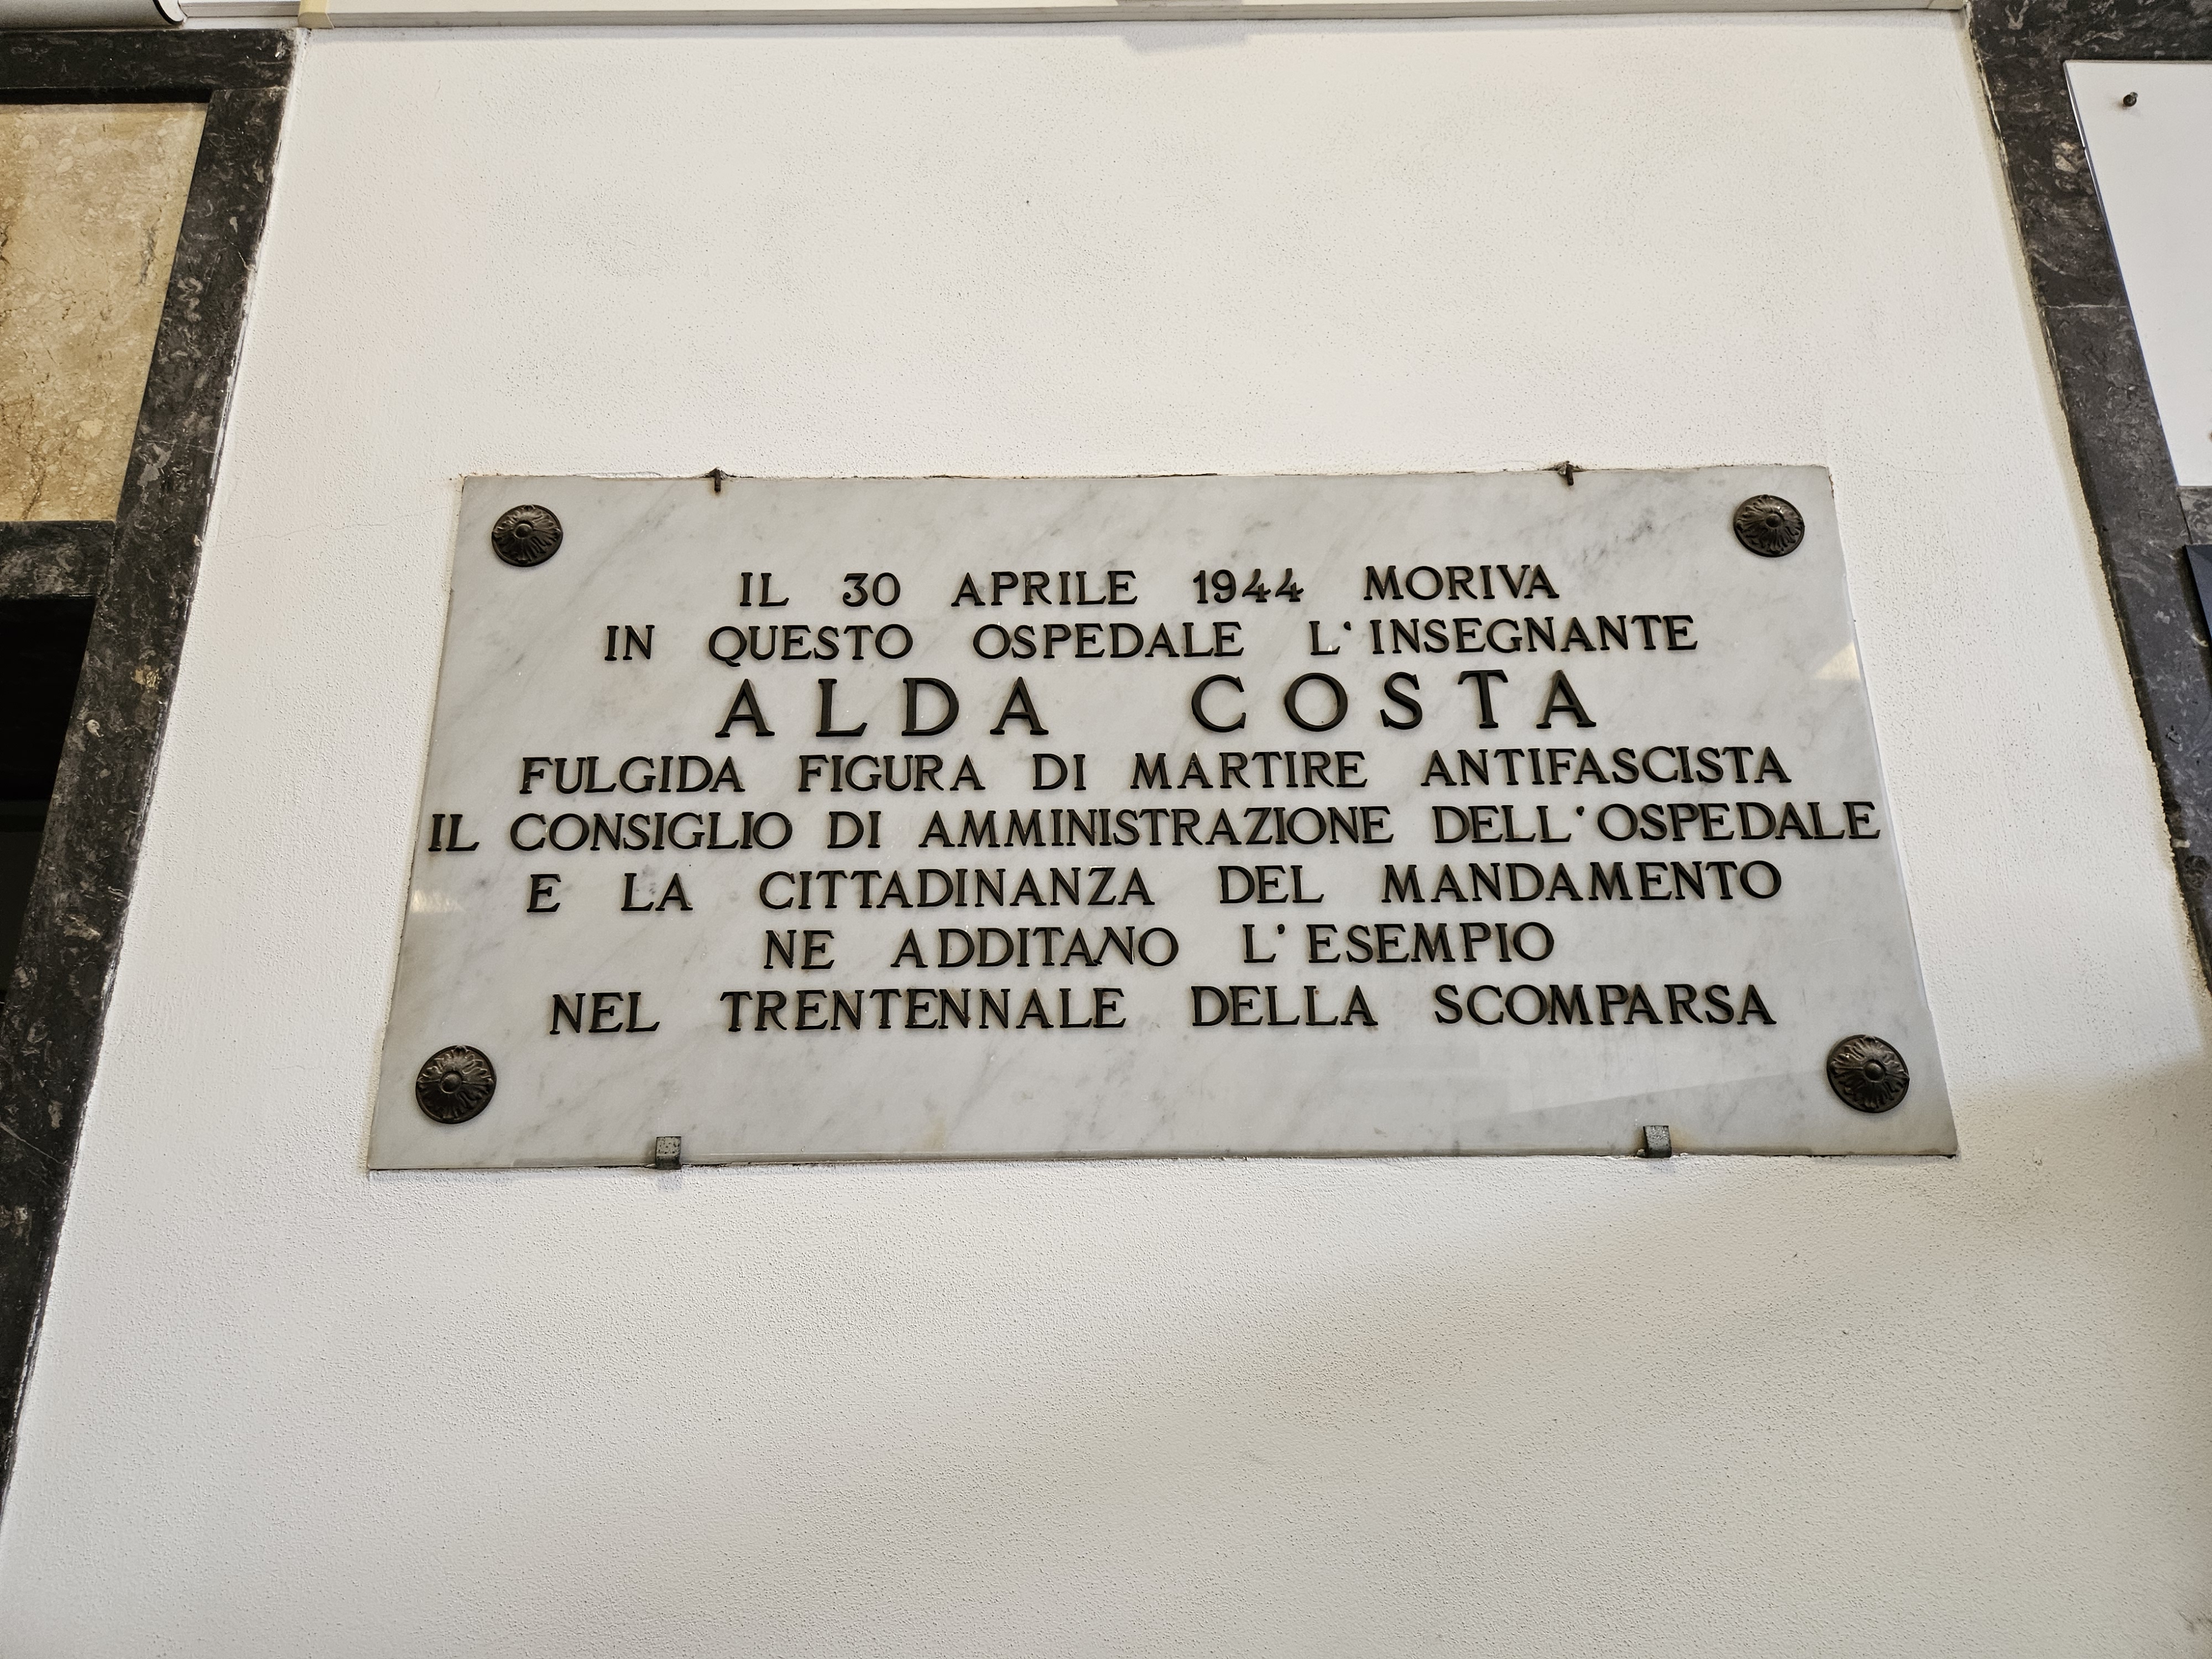 IL 30 APRILE 1944 MORIVA
IN QUESTO OSPEDALE L'INSEGNANTE
ALDA COSTA
FULGIDA FIGURA DI MARTIRE ANTIFASCISTA
IL CONSIGLIO DI AMMINISTRAZIONE DELL'OSPEDALE
E LA CITTADINANZA DEL MANDAMENTO
NE ADDITANO L'ESEMPIO
NEL TRENTENNALE DELLA SCOMPARSA